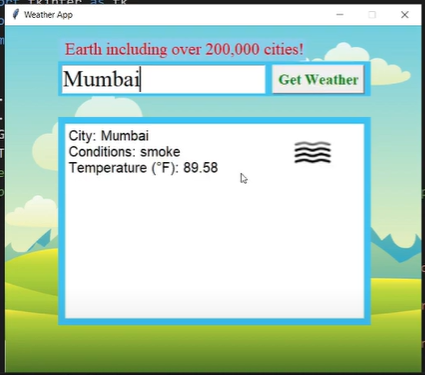 Weather App
Earth including over 200,000 cities!
Mumbai
Get Weather
City: Mumbai
Conditions: smoke
Temperature (°F): 89.58